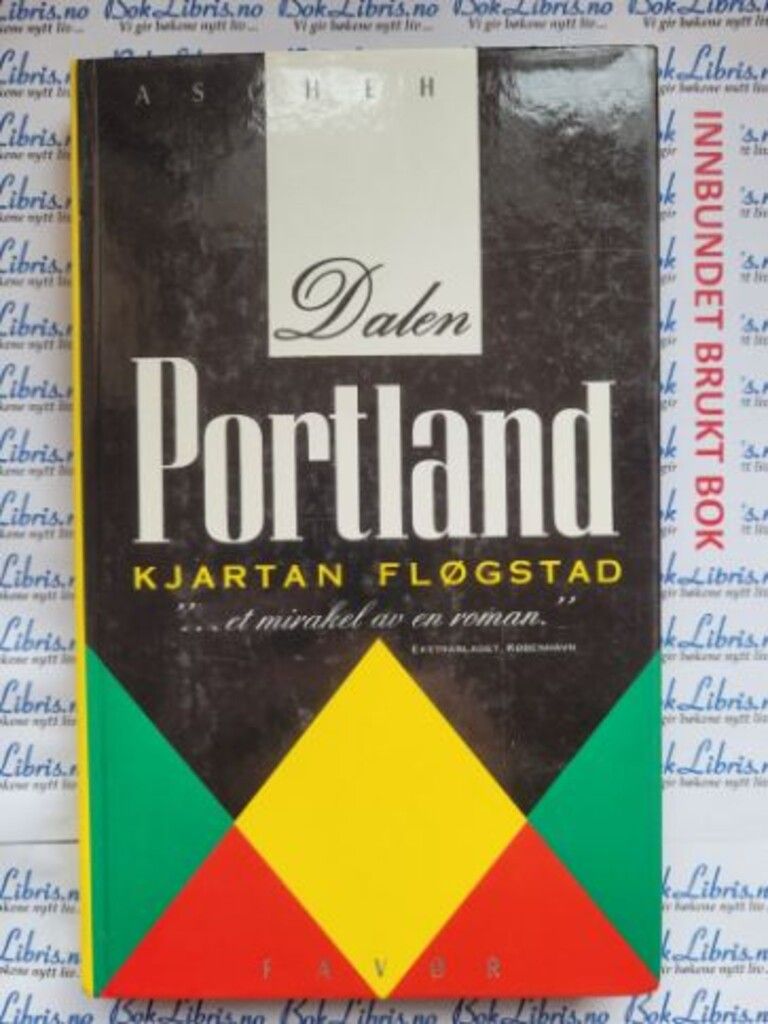 BokLibris.no
Vi gir bøkene nytt liv...
A S C H E H
Dalen
Portland
KJARTAN FLØGSTAD
"...et mirakel av en roman."
EKSTRABLADET, KØBENHAVN
F A V Ø R
INNBUNDET BRUKT BOK